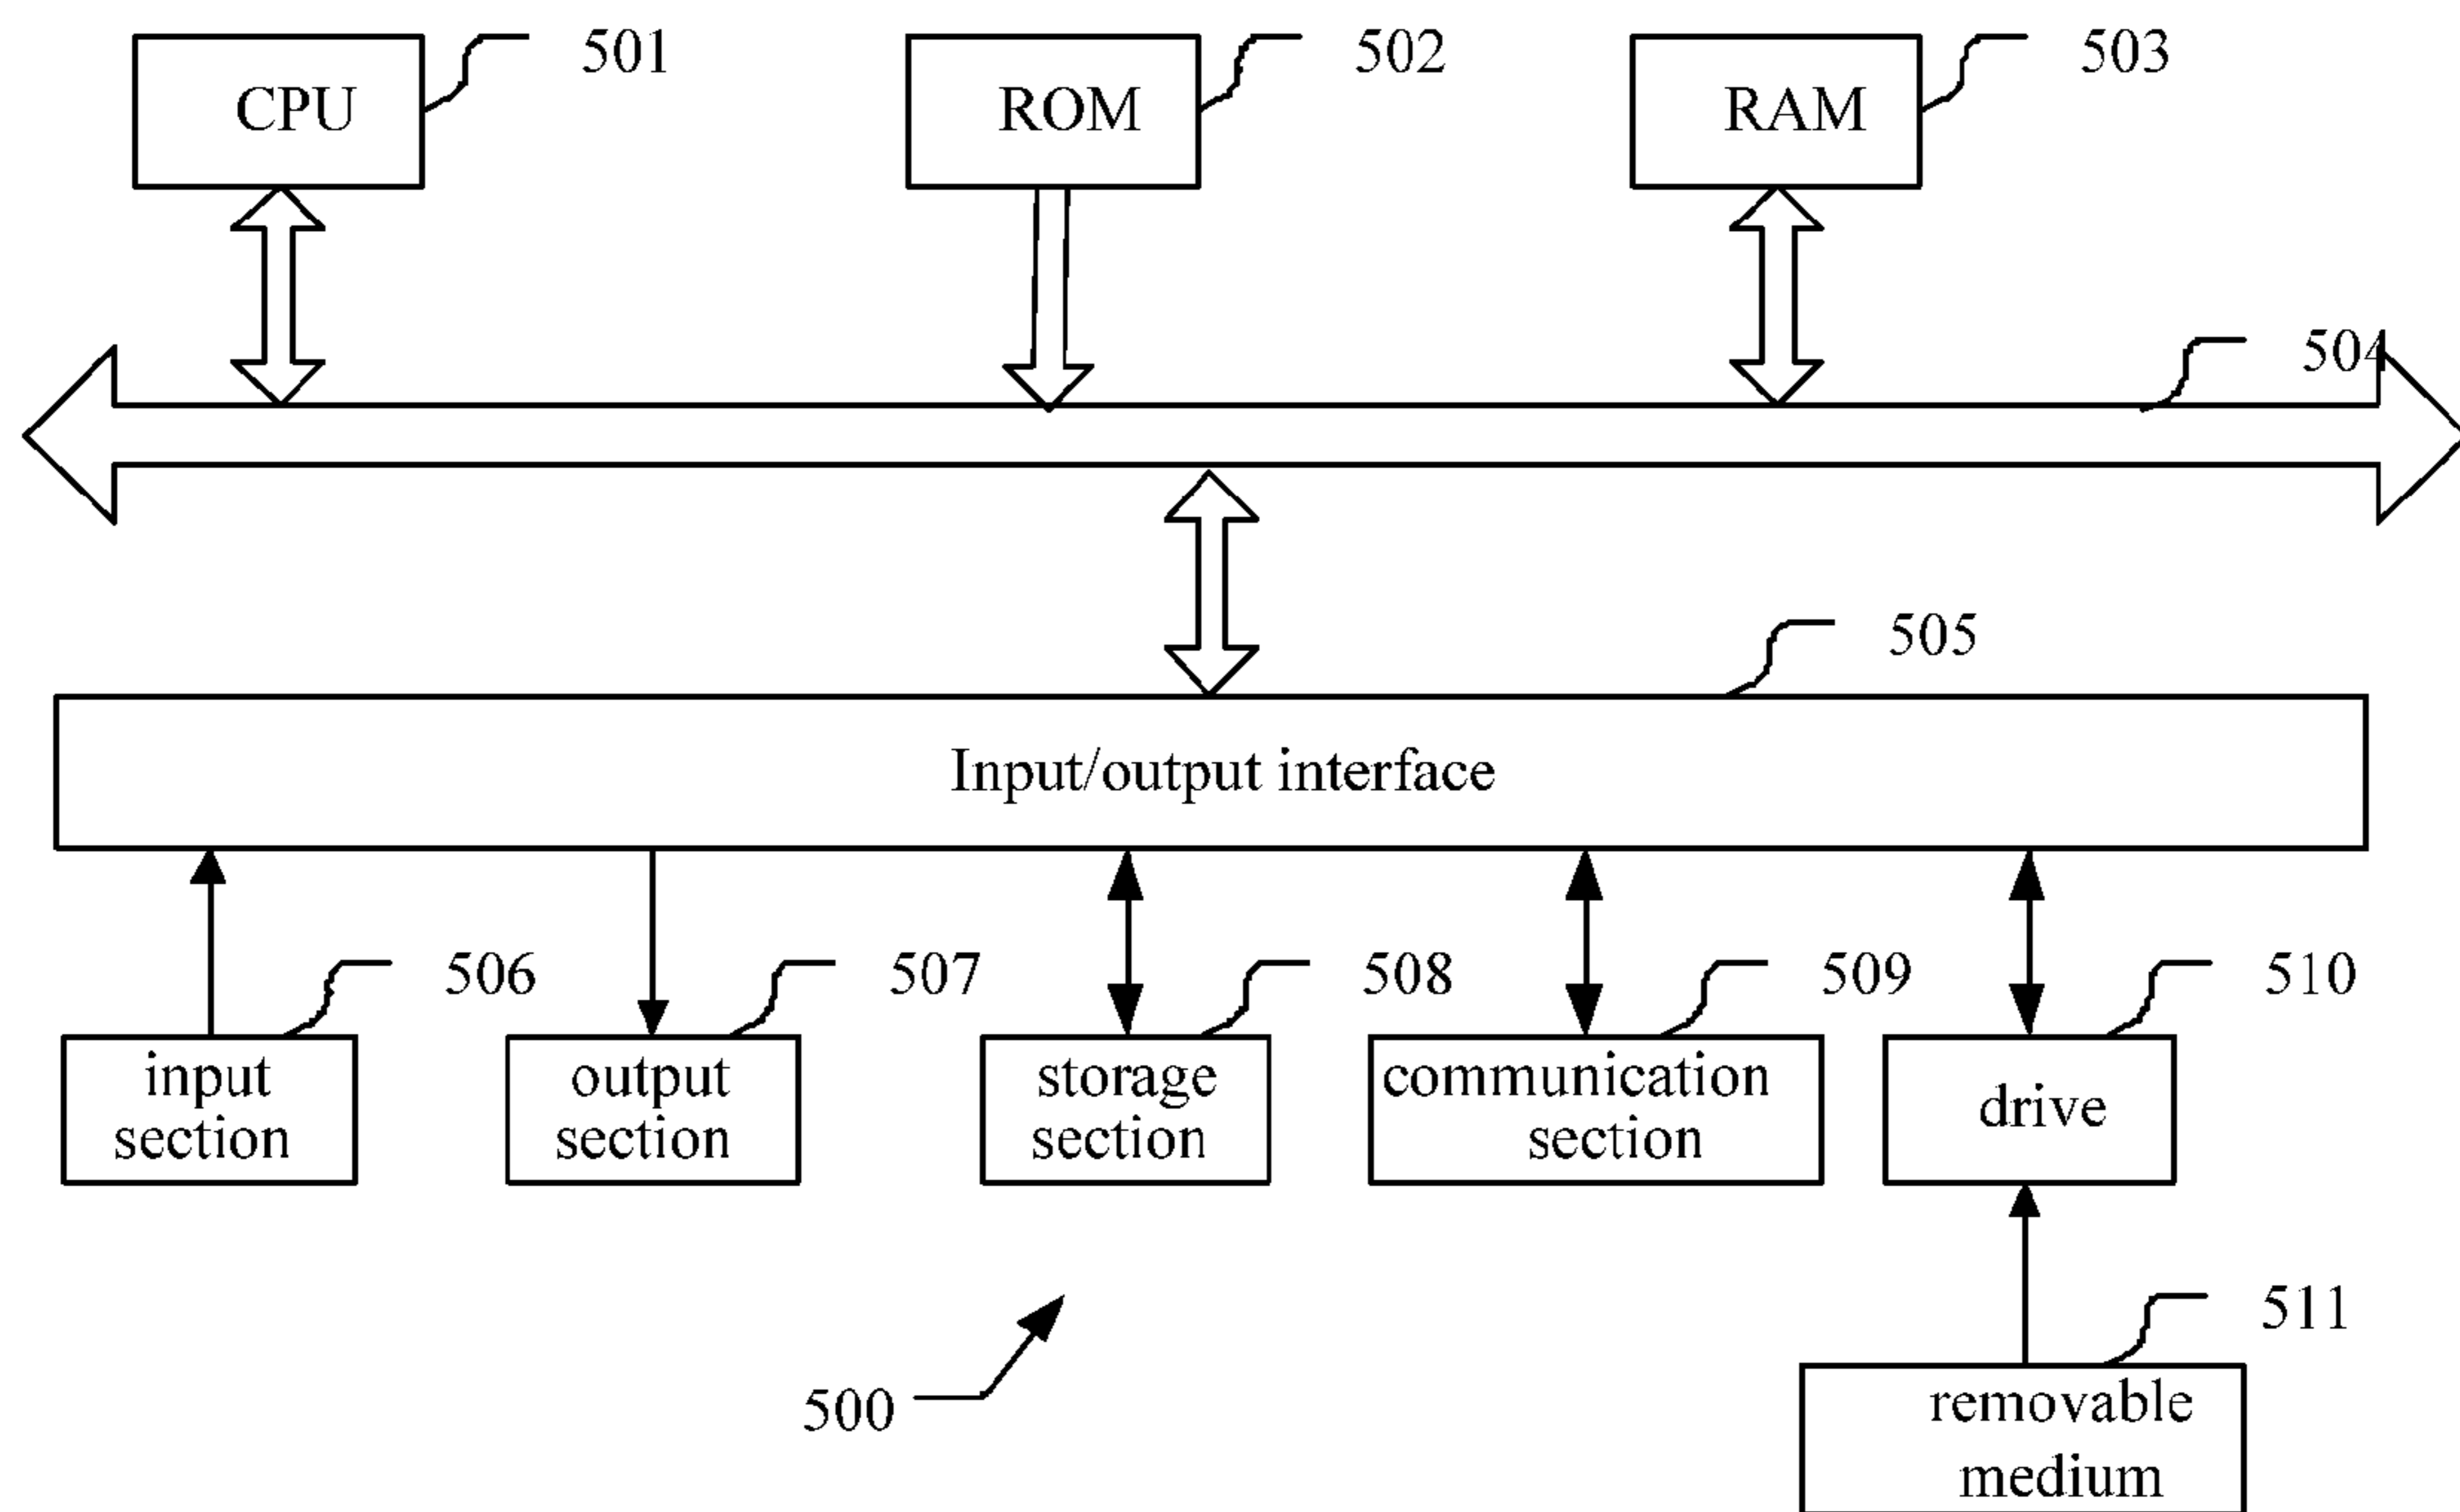 CPU 501
ROM 502
RAM 503
504
505
Input/output interface
506
507
508
509
510
input
section
output
section
storage
section
communication
section
drive
511
500
removable
medium